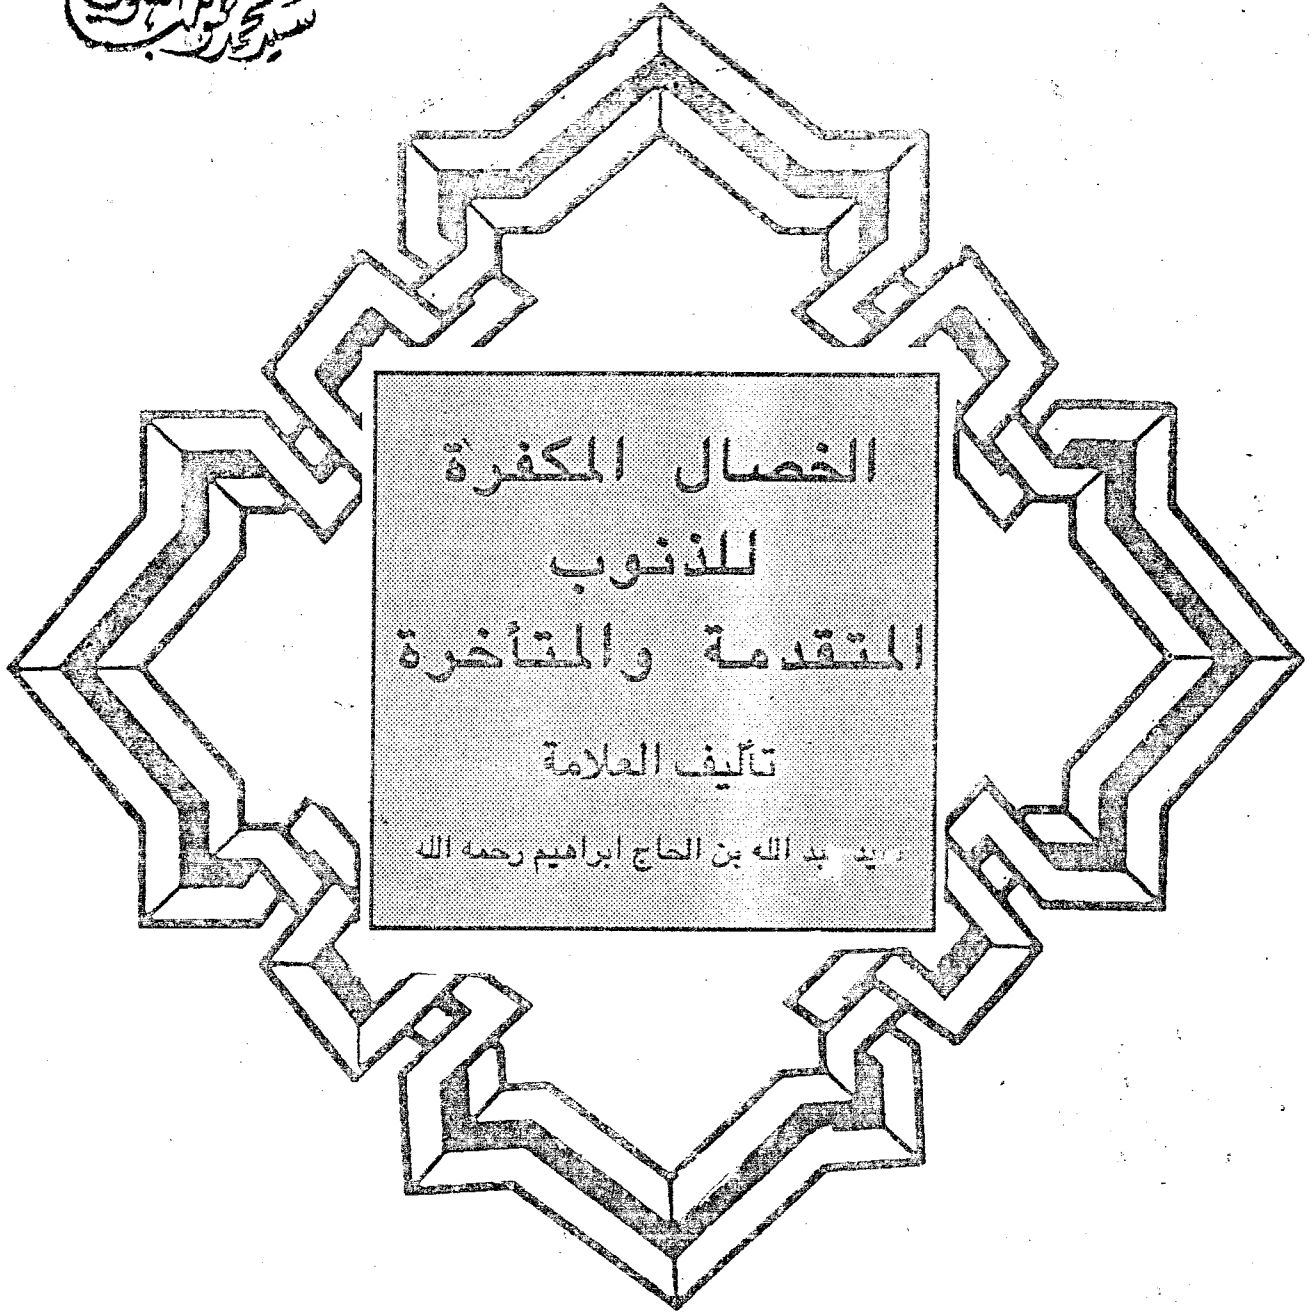 الخصال المكفرة
للذنوب
المتقدمة والمتأخرة
تأليف العلامة
الله بن الحاج ابراهيم رحمه الله